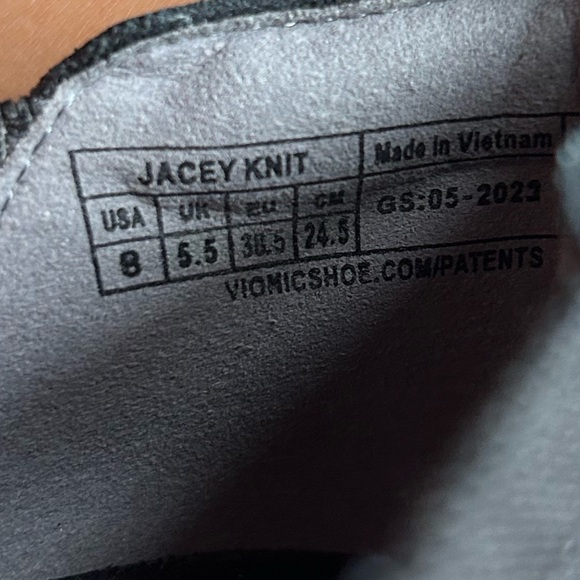 JACEY KNIT
Made in Vietnam
USA UK EU CM
GS:05-2023
8 5.5 38.5 24.5
VIONICSHOE.COM/PATENTS